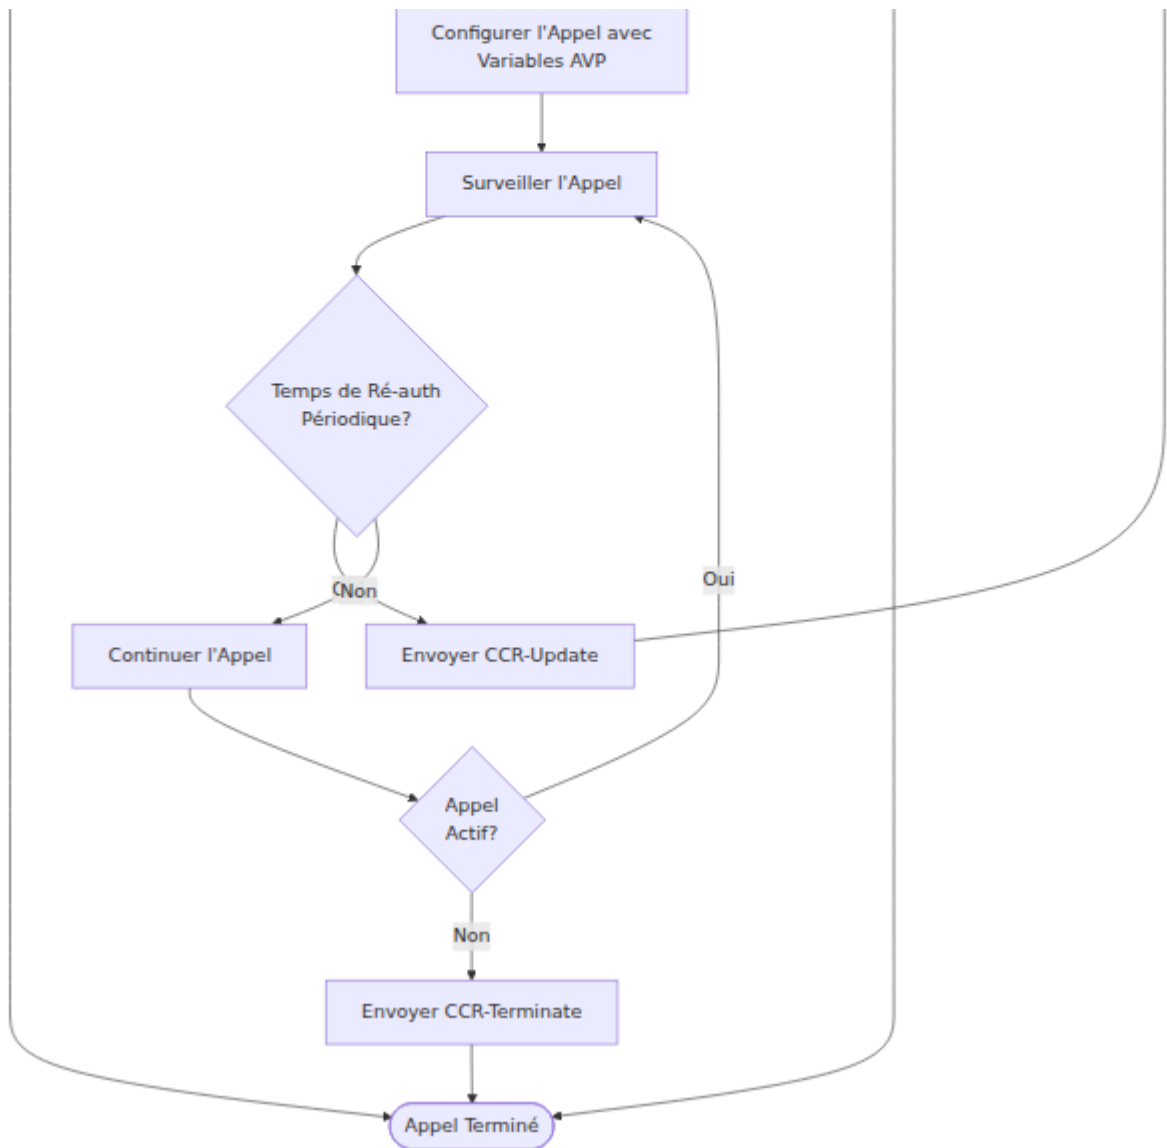 Configurer l'Appel avec
Variables AVP
Surveiller l'Appel
Temps de Ré-auth
Périodique?
Non
Oui
Continuer l'Appel
Envoyer CCR-Update
Appel
Actif?
Non
Envoyer CCR-Terminate
Appel Terminé